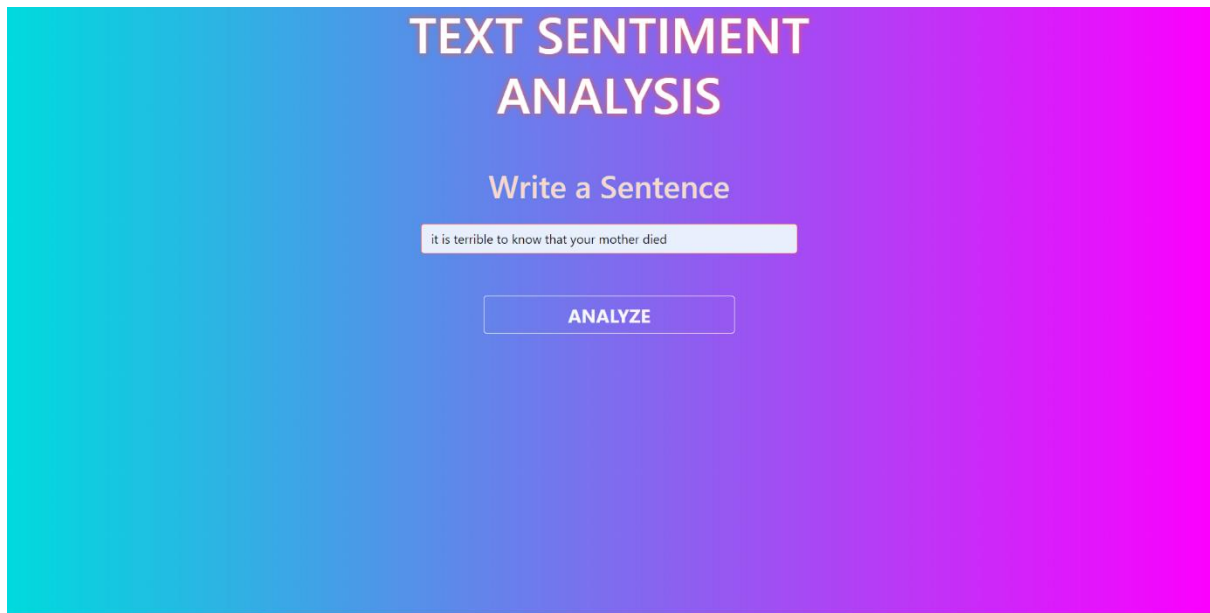 TEXT SENTIMENT
ANALYSIS
Write a Sentence
it is terrible to know that your mother died
ANALYZE